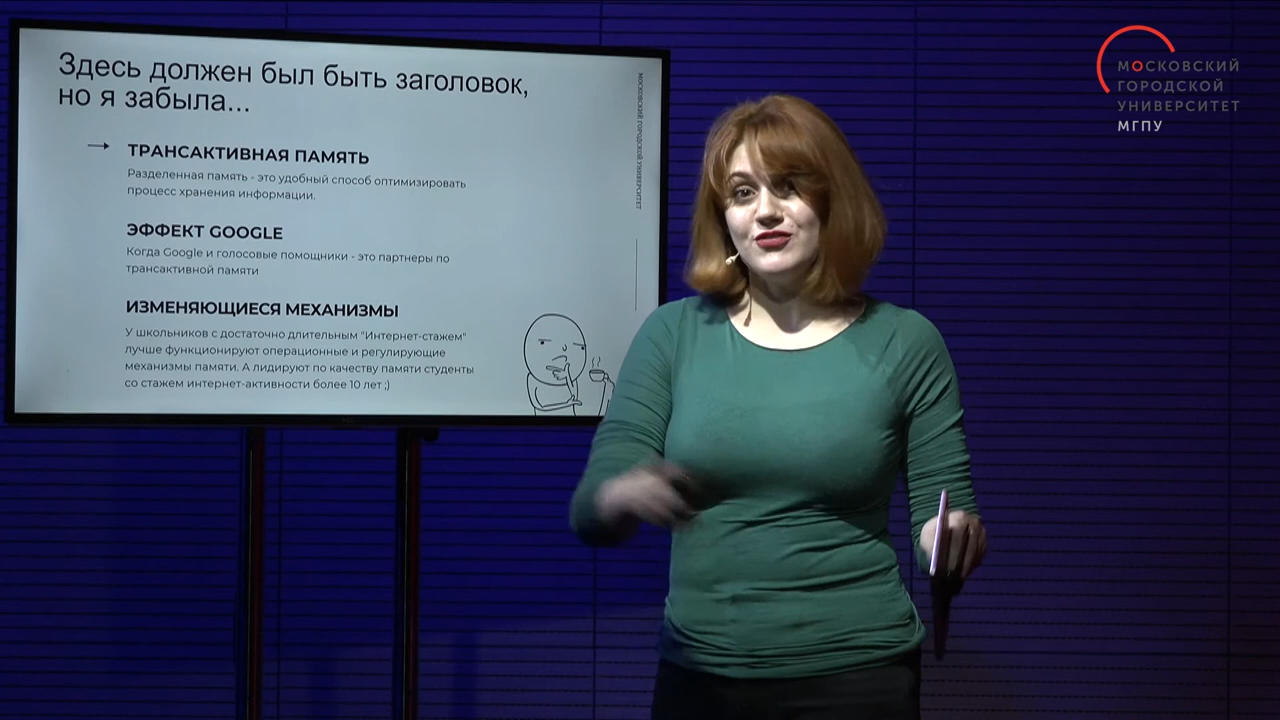 Здесь должен был быть заголовок,
но я забыла...
ТРАНСАКТИВНАЯ ПАМЯТЬ
Разделенная память - это удобный способ оптимизировать
процесс хранения информации.
ЭФФЕКТ GOOGLE
Когда Google и голосовые помощники - это партнеры по
трансактивной памяти
ИЗМЕНЯЮЩИЕСЯ МЕХАНИЗМЫ
У школьников с достаточно длительным "Интернет-стажем"
лучше функционируют операционные и регулирующие
механизмы памяти. А лидируют по качеству памяти студенты
со стажем интернет-активности более 10 лет ;)
МОСКОВСКИЙ ГОРОДСКОЙ УНИВЕРСИТЕТ
МОСКОВСКИЙ
ГОРОДСКОЙ
УНИВЕРСИТЕТ
МГПУ